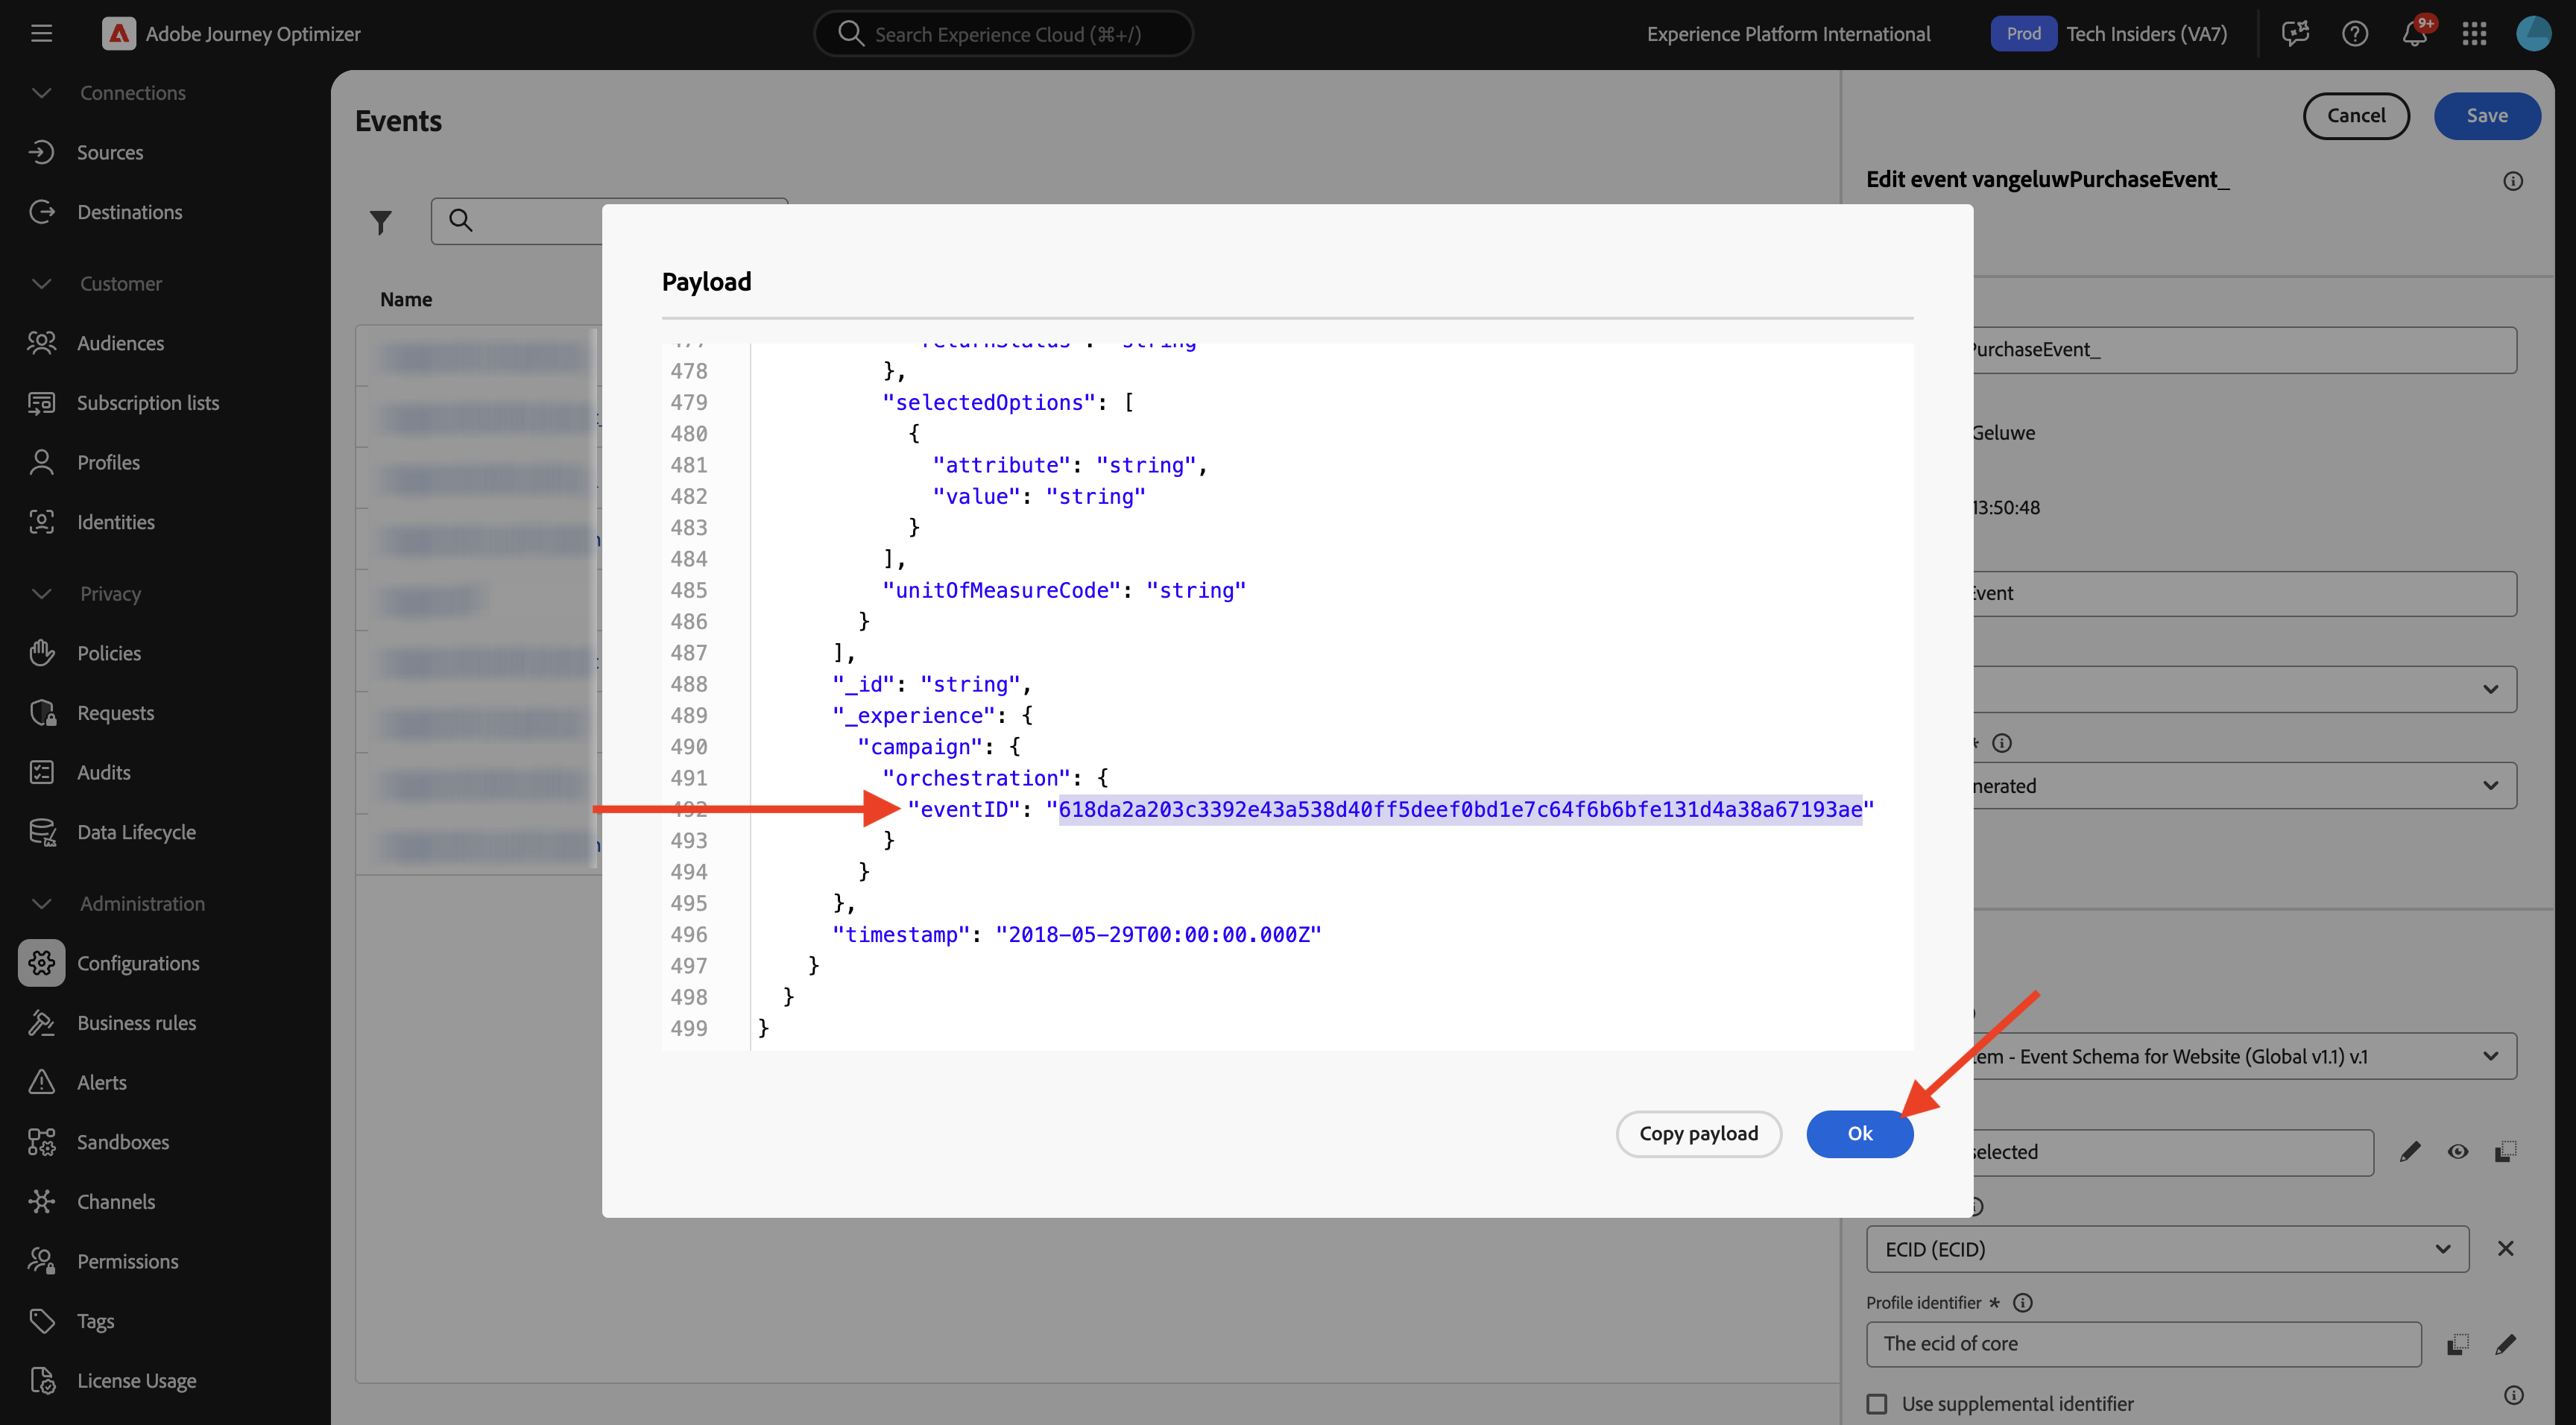 Adobe Journey Optimizer
Search Experience Cloud (⌘+/)
Experience Platform International
Prod
Tech Insiders (VA7)
9+
Connections
Sources
Destinations
Customer
Audiences
Subscription lists
Profiles
Identities
Privacy
Policies
Requests
Audits
Data Lifecycle
Administration
Configurations
Business rules
Alerts
Sandboxes
Channels
Permissions
Tags
License Usage
Events
Name
Payload
478 },
479 "selectedOptions": [
480 {
481 "attribute": "string",
482 "value": "string"
483 }
484 ],
485 "unitOfMeasureCode": "string"
486 }
487 ],
488 "_id": "string",
489 "_experience": {
490 "campaign": {
491 "orchestration": {
492 "eventID": "618da2a203c3392e43a538d40ff5deef0bd1e7c64f6b6bfe131d4a38a67193ae"
493 }
494 }
495 },
496 "timestamp": "2018-05-29T00:00:00.000Z"
497 }
498 }
499 }
Copy payload
Ok
Cancel
Save
Edit event vangeluwPurchaseEvent_
PurchaseEvent_
Geluwe
13:50:48
Event
*
nerated
em - Event Schema for Website (Global v1.1) v.1
selected
ECID (ECID)
Profile identifier *
The ecid of core
Use supplemental identifier